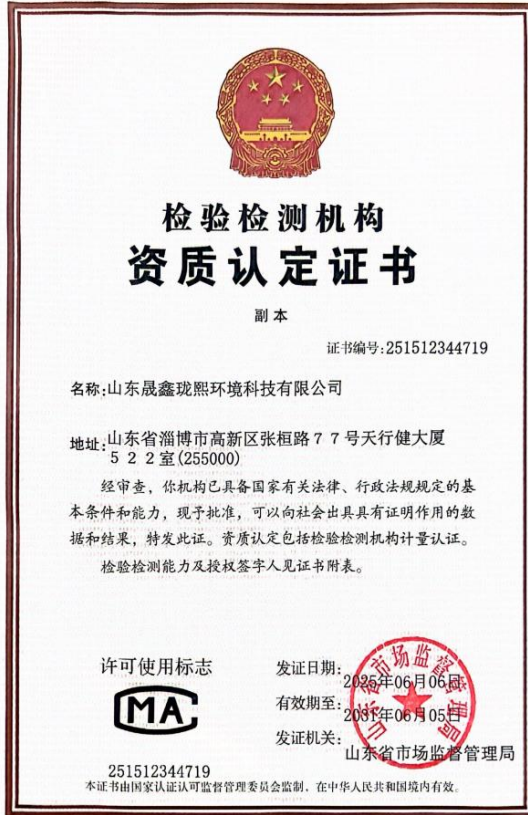 检验检测机构
资质认定证书
副本
证书编号:251512344719
名称:山东晟鑫珑熙环境科技有限公司
地址:山东省淄博市高新区张桓路77号天行健大厦
522室(255000)
经审查，你机构已具备国家有关法律、行政法规规定的基
本条件和能力，现予批准，可以向社会出具具有证明作用的数
据和结果，特发此证。资质认定包括检验检测机构计量认证。
检验检测能力及授权签字人见证书附表。
许可使用标志
MA
251512344719
发证日期:2025年06月06日
有效期至:2031年06月05日
发证机关:山东省市场监督管理局
山东省市场监督管理局
本证书由国家认证认可监督管理委员会监制，在中华人民共和国境内有效。